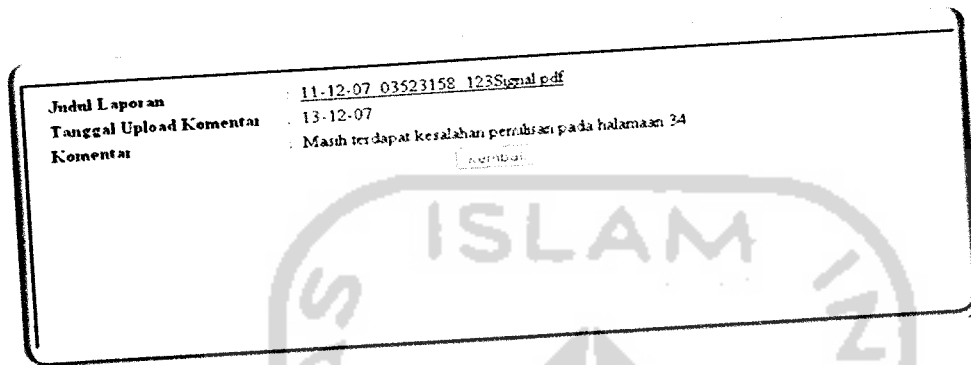 Judul Laporan : 11-12-07_03523158_123Signal.pdf
Tanggal Upload Komentar : 13-12-07
Komentar : Masih terdapat kesalahan penulisan pada halamaan 34
Kembali
ISLAM